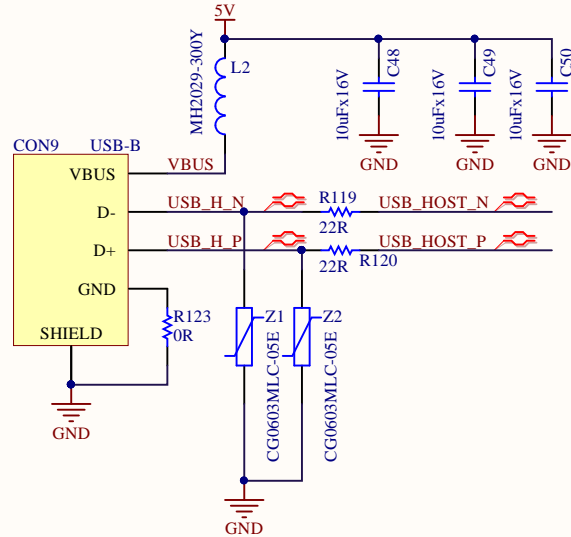 5V
L2
MH2029-300Y
C48
10uFx16V
GND
C49
10uFx16V
GND
C50
10uFx16V
GND
CON9 USB-B
VBUS VBUS
D- USB_H_N R119 USB_HOST_N
22R
D+ USB_H_P USB_HOST_P
22R R120
GND
R123
0R
SHIELD
GND
Z1
CG0603MLC-05E
Z2
CG0603MLC-05E
GND